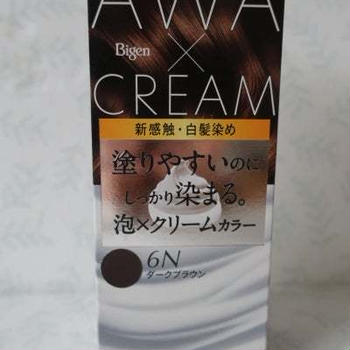 AWA
Bigen
×
CREAM
新感触・白髪染め
塗りやすいのに
しっかり染まる。
泡×クリームカラー
6N
ダークブラウン